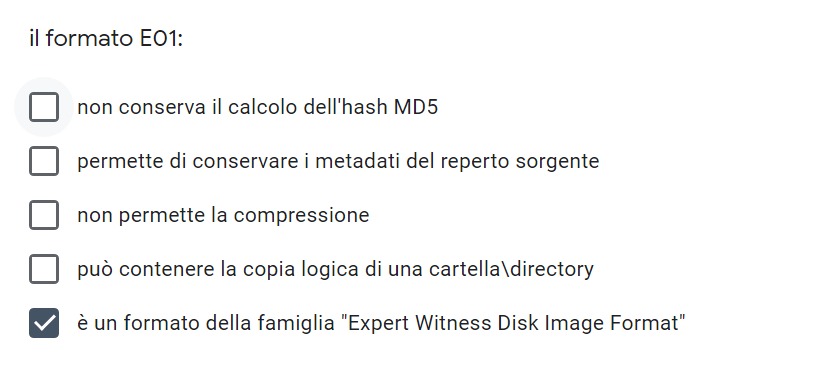 il formato E01:
non conserva il calcolo dell'hash MD5
permette di conservare i metadati del reperto sorgente
non permette la compressione
può contenere la copia logica di una cartella\directory
è un formato della famiglia "Expert Witness Disk Image Format"